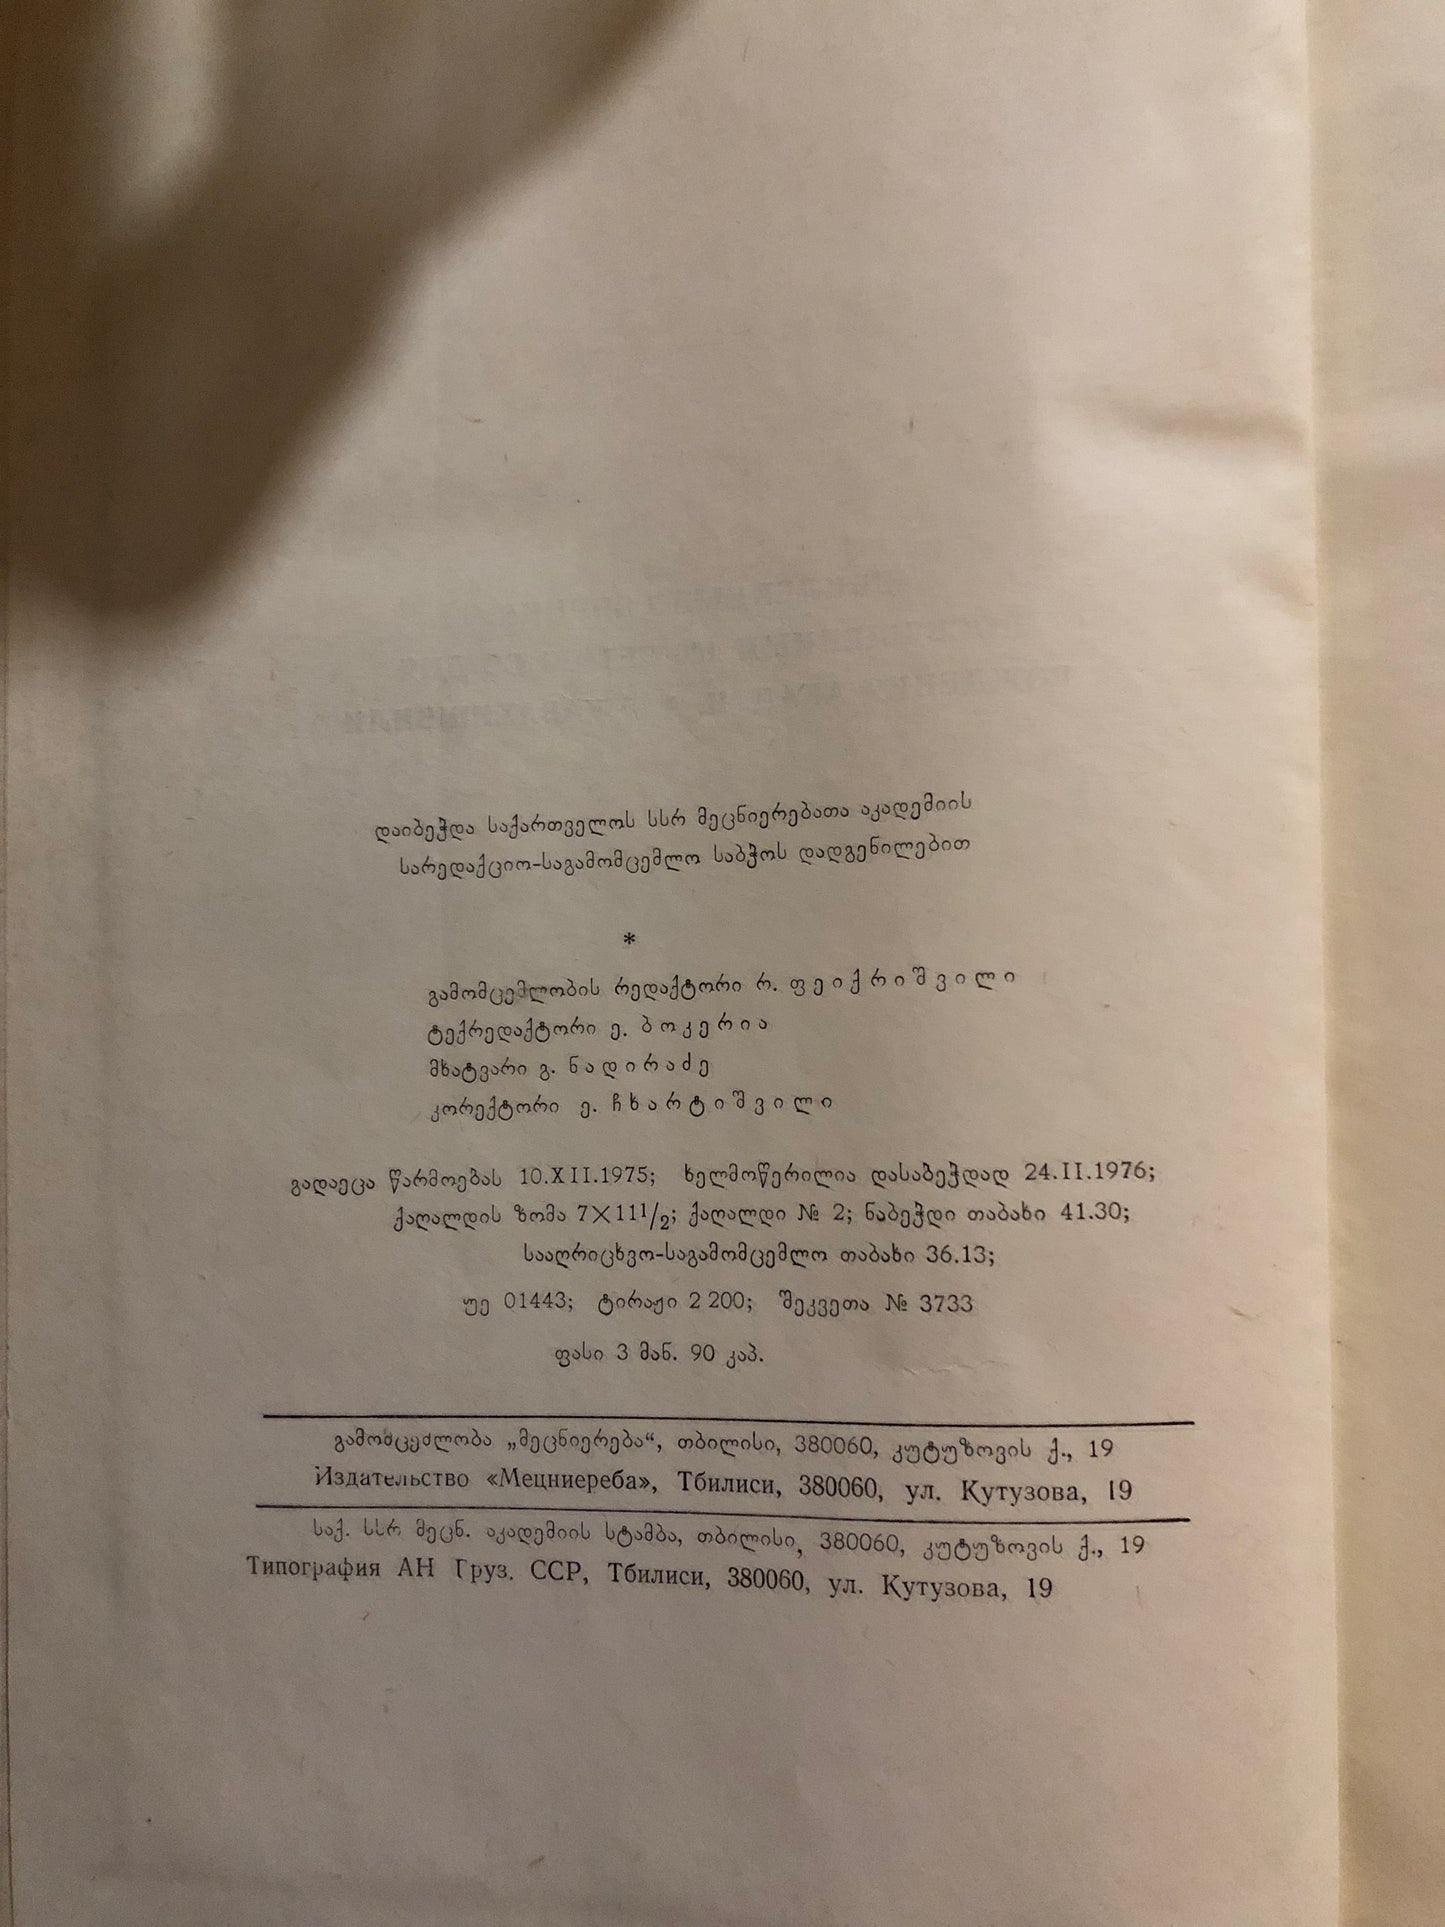 დაიბეჭდა საქართველოს სსრ მეცნიერებათა აკადემიის
სარედაქციო-საგამომცემლო საბჭოს დადგენილებით
*
გამომცემლობის რედაქტორი რ. ფეიქრიშვილი
ტექრედაქტორი ე. ბოკერია
მხატვარი გ. ნადირაძე
კორექტორი ე. ჩხარტიშვილი
გადაეცა წარმოებას 10.XII.1975; ხელმოწერილია დასაბეჭდად 24.II.1976;
ქაღალდის ზომა 7×11 1/2; ქაღალდი № 2; ნაბეჭდი თაბახი 41.30;
სააღრიცხვო-საგამომცემლო თაბახი 36.13;
უე 01443; ტირაჟი 2 200; შეკვეთა № 3733
ფასი 3 მან. 90 კაპ.
გამომცემლობა „მეცნიერება“, თბილისი, 380060, კუტუზოვის ქ., 19
Издательство «Мецниереба», Тбилиси, 380060, ул. Кутузова, 19
საქ. სსრ მეცნ. აკადემიის სტამბა, თბილისი, 380060, კუტუზოვის ქ., 19
Типография АН Груз. ССР, Тбилиси, 380060, ул. Кутузова, 19